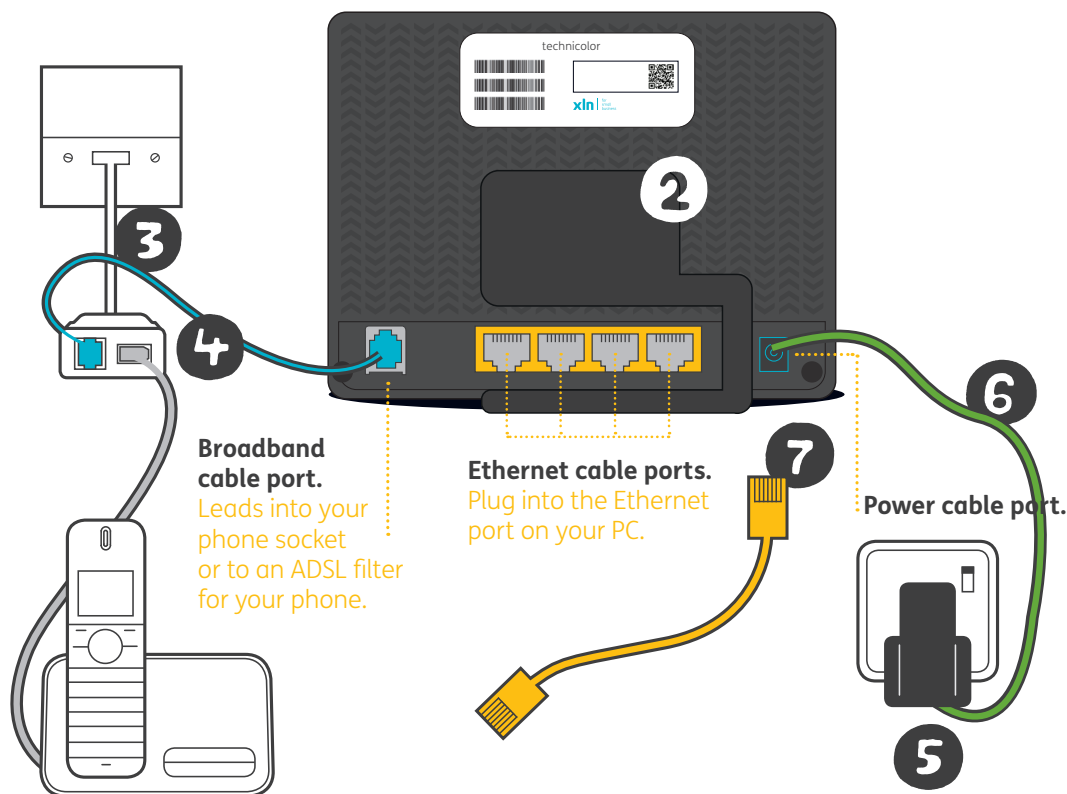 technicolor
xln
2
3
4
6
Broadband
cable port.
Leads into your
phone socket
or to an ADSL filter
for your phone.
Ethernet cable ports.
Plug into the Ethernet
port on your PC.
7
Power cable port.
5